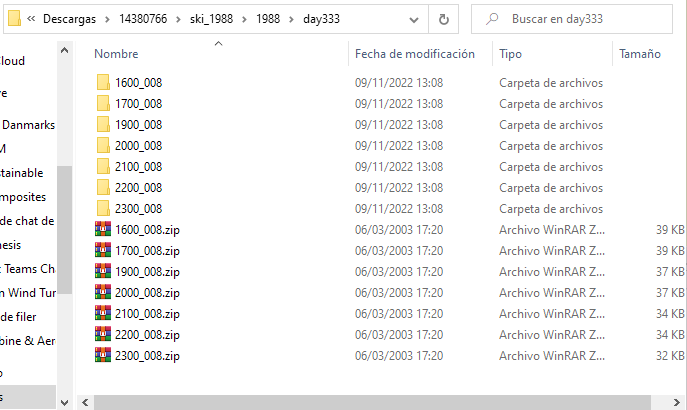 « Descargas > 14380766 > ski_1988 > 1988 > day333
Buscar en day333
Nombre Fecha de modificación Tipo Tamaño
1600_008 09/11/2022 13:08 Carpeta de archivos
1700_008 09/11/2022 13:08 Carpeta de archivos
1900_008 09/11/2022 13:08 Carpeta de archivos
2000_008 09/11/2022 13:08 Carpeta de archivos
2100_008 09/11/2022 13:08 Carpeta de archivos
2200_008 09/11/2022 13:08 Carpeta de archivos
2300_008 09/11/2022 13:08 Carpeta de archivos
1600_008.zip 06/03/2003 17:20 Archivo WinRAR Z... 39 KB
1700_008.zip 06/03/2003 17:20 Archivo WinRAR Z... 39 KB
1900_008.zip 06/03/2003 17:20 Archivo WinRAR Z... 37 KB
2000_008.zip 06/03/2003 17:20 Archivo WinRAR Z... 37 KB
2100_008.zip 06/03/2003 17:20 Archivo WinRAR Z... 34 KB
2200_008.zip 06/03/2003 17:20 Archivo WinRAR Z... 34 KB
2300_008.zip 06/03/2003 17:20 Archivo WinRAR Z... 32 KB
Cloud
ve
Danmarks
M
stainable
mposites
de chat de
hesis
t Teams Cha
n Wind Tur
de filer
bine & Aer
s